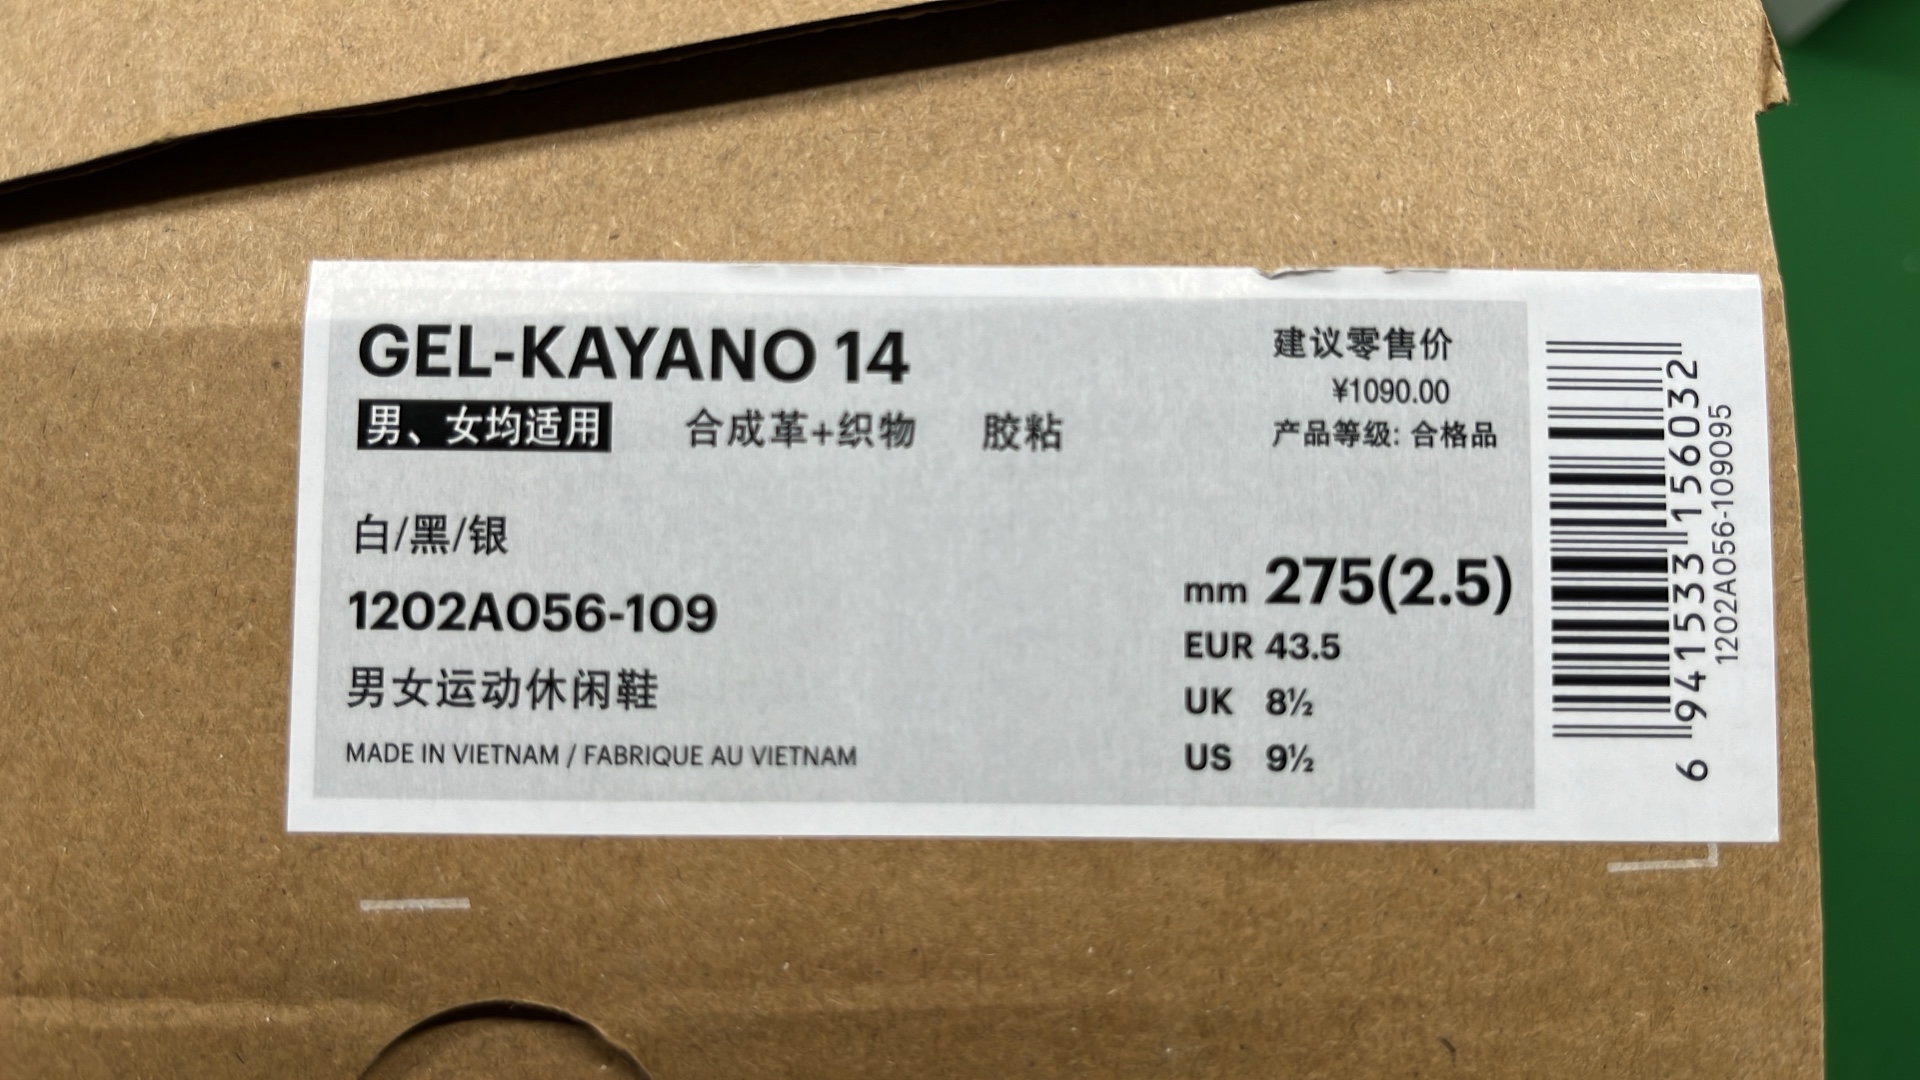 GEL-KAYANO 14
男、女均适用 合成革+织物 胶粘
白/黑/银
1202A056-109
男女运动休闲鞋
MADE IN VIETNAM / FABRIQUE AU VIETNAM
建议零售价
¥1090.00
产品等级: 合格品
mm 275(2.5)
EUR 43.5
UK 8½
US 9½
6 941533 156032
1202A056-109095